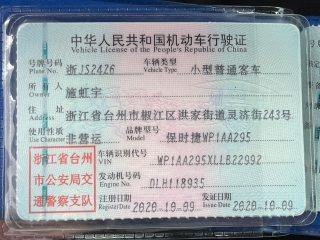 中华人民共和国机动车行驶证
Vehicle License of the People's Republic of China
号牌号码 浙JS24Z6 车辆类型 小型普通客车
Plate No. Vehicle Type
所有人 施虹宇
Owner
住址 浙江省台州市椒江区洪家街道灵济街243号
Address
使用性质 非营运 品牌型号 保时捷WP1AA295
Use Character Model
浙江省台州
市公安局交
通警察支队
车辆识别代号 WP1AA295XLLB22992
VIN
发动机号码 DLH118935
Engine No.
注册日期 2020-10-09 发证日期 2020-10-09
Register Date Issue Date